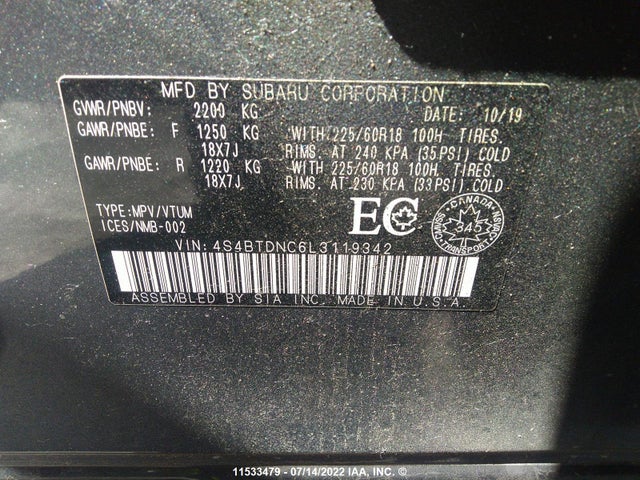 MFD BY SUBARU CORPORATION
GVWR/PNBV: 2200 KG DATE: 10/19
GAWR/PNBE: F 1250 KG WITH 225/60R18 100H TIRES.
18X7J RIMS. AT 240 KPA (35PSI) COLD
GAWR/PNBE: R 1220 KG WITH 225/60R18 100H. TIRES.
18X7J RIMS. AT 230 KPA (33PSI) COLD
TYPE: MPV/VTUM
ICES/NMB-002
EC
CANADA
345
VIN: 4S4BTDNC6L3119342
ASSEMBLED BY SIA INC. MADE IN U.S.A.
11533479 - 07/14/2022 IAA, INC. ©